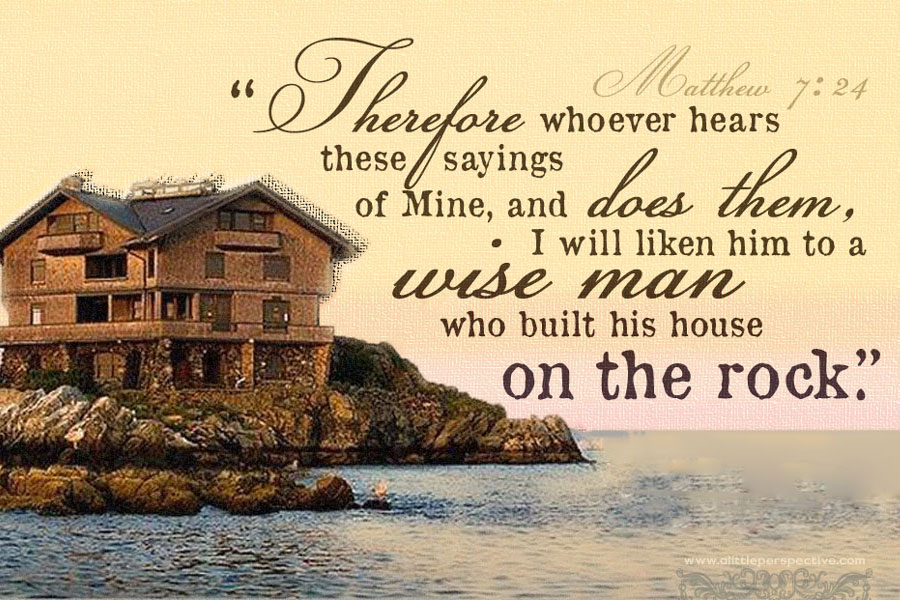 Matthew 7:24
“Therefore whoever hears
these sayings
of Mine, and does them,
I will liken him to a
wise man
who built his house
on the rock.”
www.alittleperspective.com